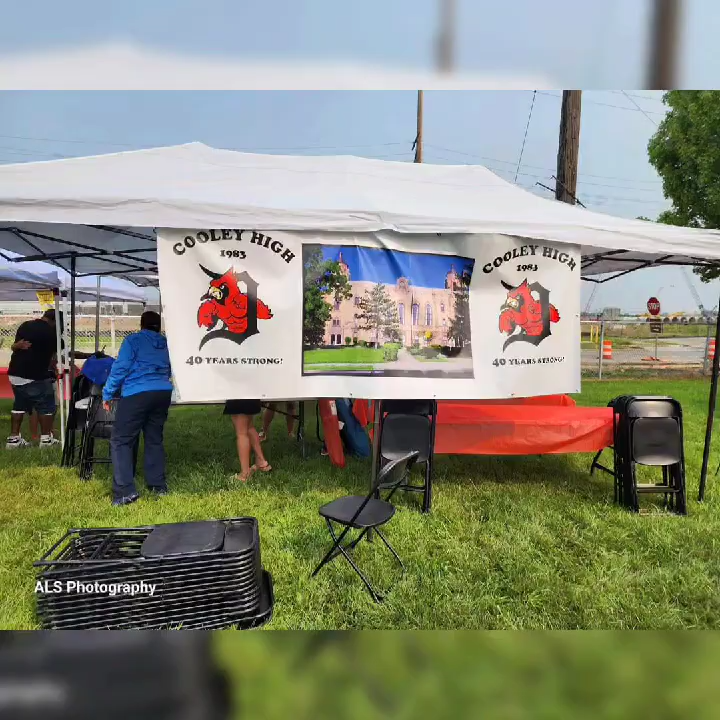 COOLEY HIGH
1983
D
40 YEARS STRONG!
COOLEY HIGH
1983
D
40 YEARS STRONG!
ALS Photography